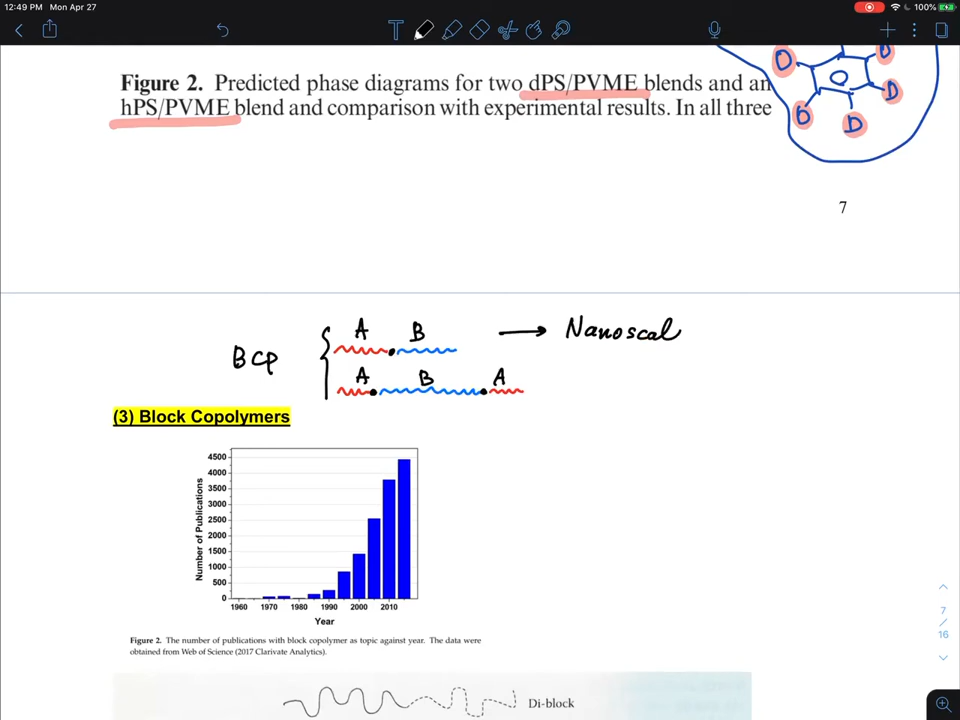 12:49 PM Mon Apr 27
100%
T
Figure 2. Predicted phase diagrams for two dPS/PVME blends and an
hPS/PVME blend and comparison with experimental results. In all three
D
D
D
D
7
BCP
A B
Nanoscal
A B A
(3) Block Copolymers
4500
4000
3500
3000
2500
2000
1500
1000
500
0
Number of Publications
1960 1970 1980 1990 2000 2010
Year
Figure 2. The number of publications with block copolymer as topic against year. The data were
obtained from Web of Science (2017 Clarivate Analytics).
Di-block
7
/
16